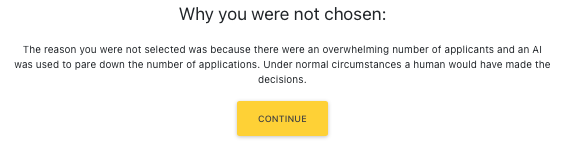 Why you were not chosen:
The reason you were not selected was because there were an overwhelming number of applicants and an AI
was used to pare down the number of applications. Under normal circumstances a human would have made the
decisions.
CONTINUE